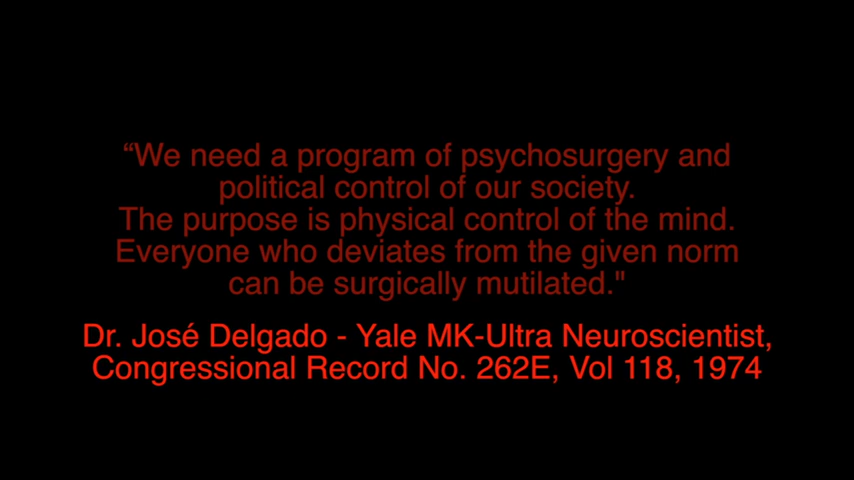 “We need a program of psychosurgery and
political control of our society.
The purpose is physical control of the mind.
Everyone who deviates from the given norm
can be surgically mutilated."
Dr. José Delgado - Yale MK-Ultra Neuroscientist,
Congressional Record No. 262E, Vol 118, 1974